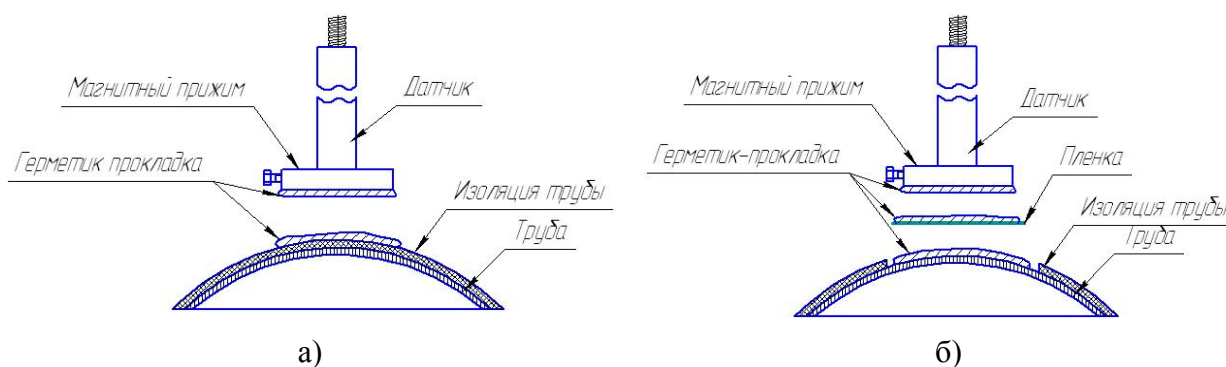 Магнитный прижим
Датчик
Герметик прокладка
Изоляция трубы
Труба
а)
Магнитный прижим
Датчик
Герметик-прокладка
Пленка
Изоляция трубы
Труба
б)